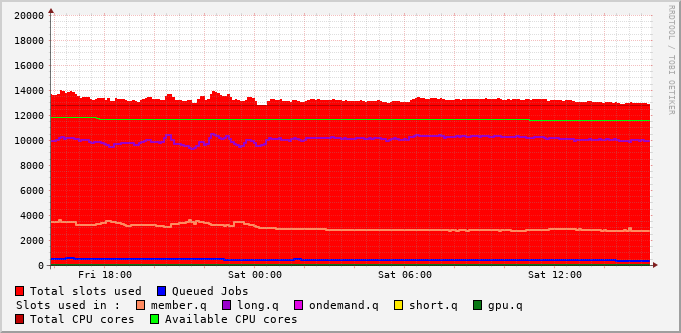 20000
18000
16000
14000
12000
10000
8000
6000
4000
2000
0
Fri 18:00 Sat 00:00 Sat 06:00 Sat 12:00
Total slots used Queued Jobs
Slots used in : member.q long.q ondemand.q short.q gpu.q
Total CPU cores Available CPU cores
RRDTOOL / TOBI OETIKER